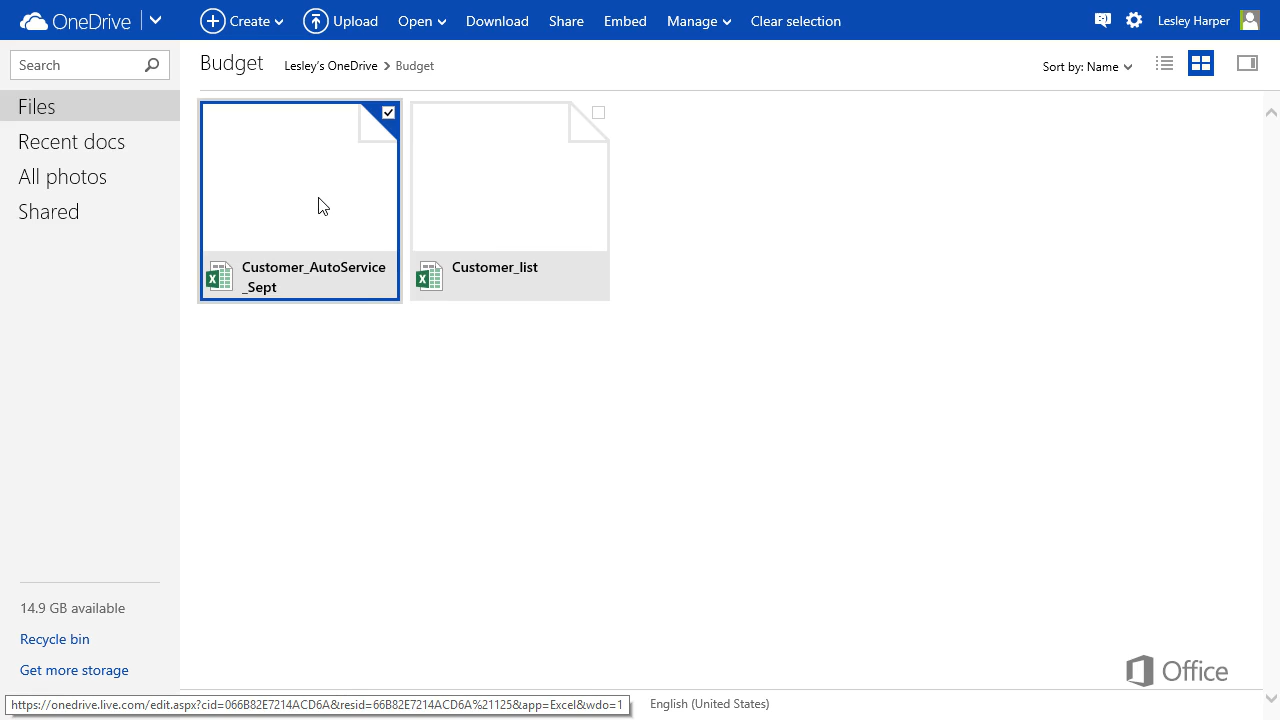 OneDrive
Create
Upload
Open
Download
Share
Embed
Manage
Clear selection
Lesley Harper
Search
Budget
Lesley's OneDrive
Budget
Sort by: Name
Files
Recent docs
All photos
Shared
Customer_AutoService
_Sept
Customer_list
14.9 GB available
Recycle bin
Get more storage
Office
https://onedrive.live.com/edit.aspx?cid=066B82E7214ACD6A&resid=66B82E7214ACD6A%21125&app=Excel&wdo=1
English (United States)